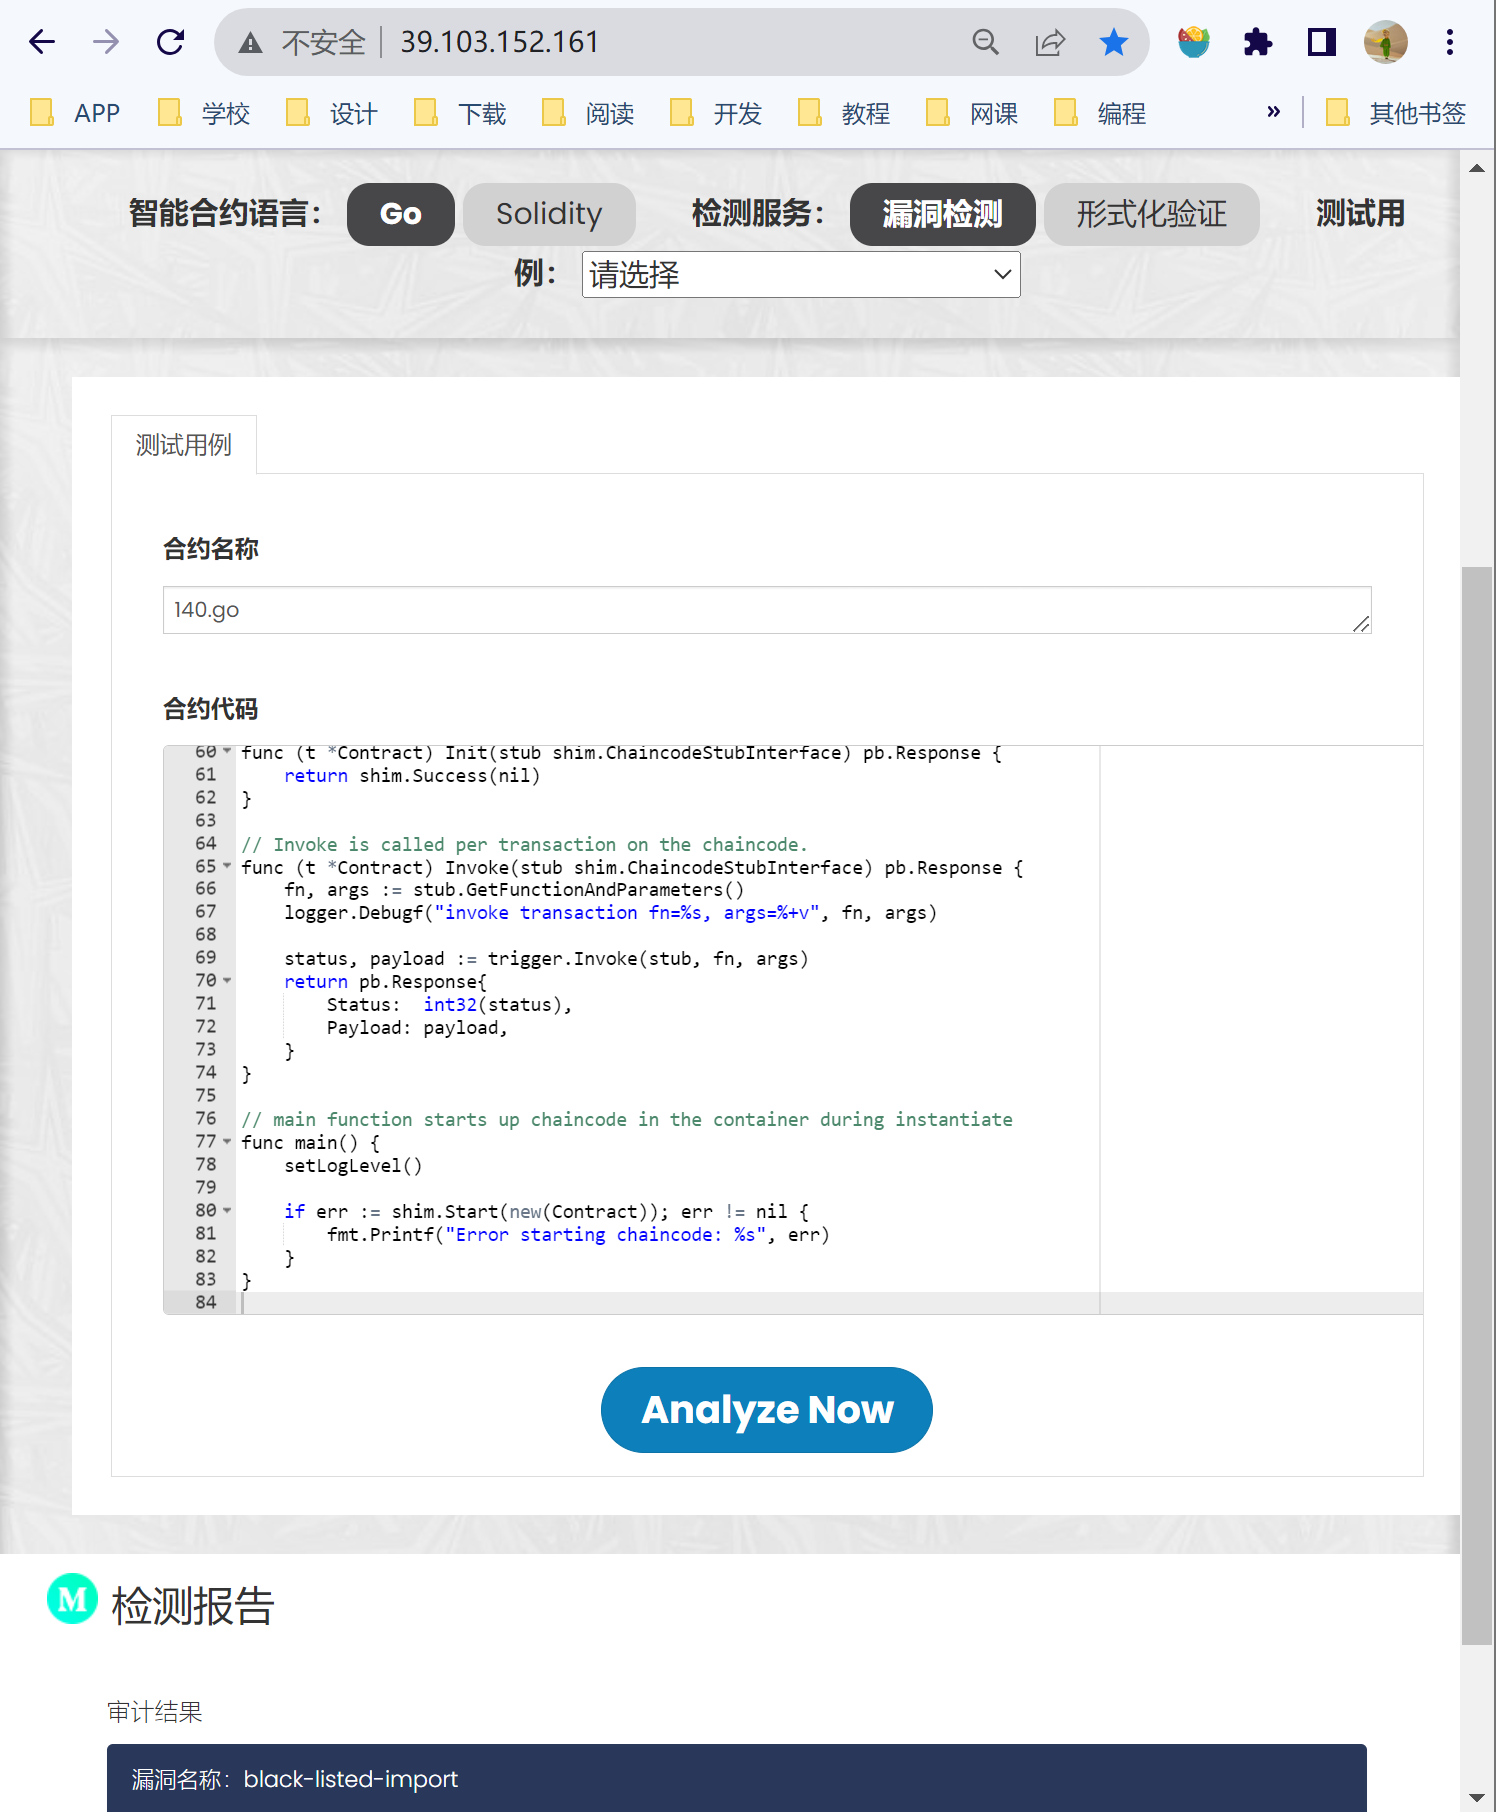 不安全 39.103.152.161
APP 学校 设计 下载 阅读 开发 教程 网课 编程 » 其他书签
智能合约语言： Go Solidity 检测服务： 漏洞检测 形式化验证 测试用
例： 请选择
测试用例
合约名称
140.go
合约代码
60 func (t *Contract) Init(stub shim.ChaincodeStubInterface) pb.Response {
61     return shim.Success(nil)
62 }
63
64 // Invoke is called per transaction on the chaincode.
65 func (t *Contract) Invoke(stub shim.ChaincodeStubInterface) pb.Response {
66     fn, args := stub.GetFunctionAndParameters()
67     logger.Debugf("invoke transaction fn=%s, args=%+v", fn, args)
68
69     status, payload := trigger.Invoke(stub, fn, args)
70     return pb.Response{
71         Status:  int32(status),
72         Payload: payload,
73     }
74 }
75
76 // main function starts up chaincode in the container during instantiate
77 func main() {
78     setLogLevel()
79
80     if err := shim.Start(new(Contract)); err != nil {
81         fmt.Printf("Error starting chaincode: %s", err)
82     }
83 }
84
Analyze Now
M 检测报告
审计结果
漏洞名称：black-listed-import